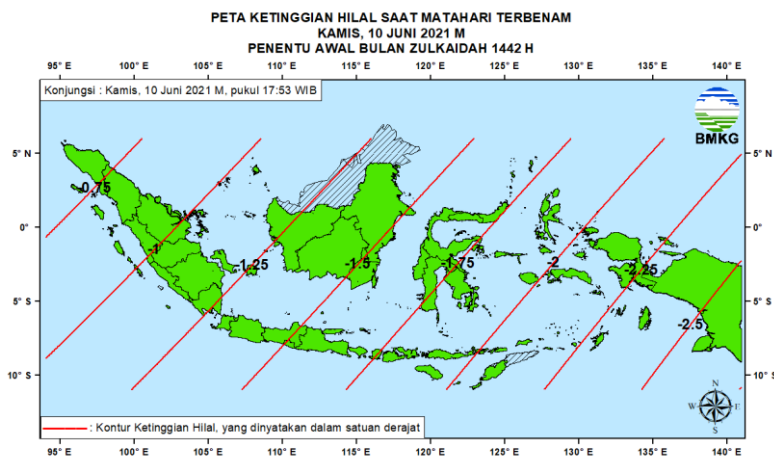 PETA KETINGGIAN HILAL SAAT MATAHARI TERBENAM
KAMIS, 10 JUNI 2021 M
PENENTU AWAL BULAN ZULKAIDAH 1442 H
95° E 100° E 105° E 110° E 115° E 120° E 125° E 130° E 135° E 140° E
Konjungsi : Kamis, 10 Juni 2021 M, pukul 17:53 WIB
BMKG
5° N 5° N
-0.75
0° 0°
-1 -1.25 -1.5 -1.75 -2 -2.25
5° S 5° S
-2.5
10° S 10° S
N
W E
S
: Kontur Ketinggian Hilal, yang dinyatakan dalam satuan derajat
95° E 100° E 105° E 110° E 115° E 120° E 125° E 130° E 135° E 140° E